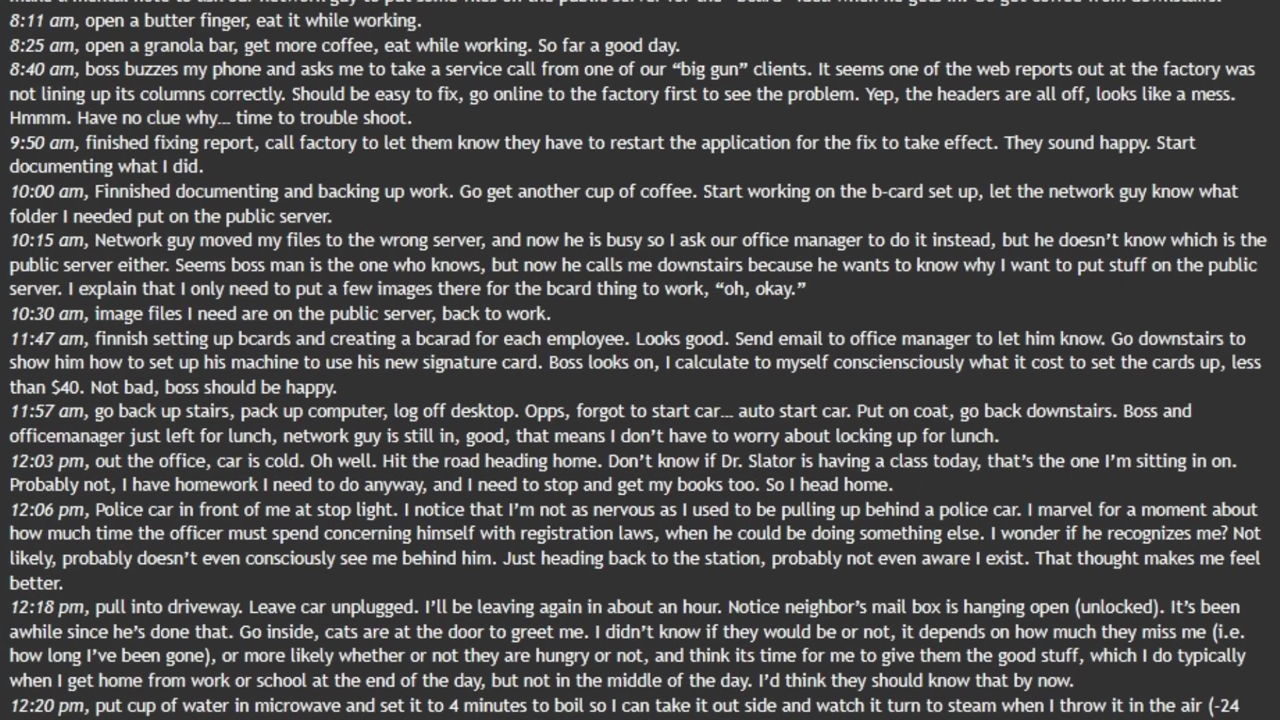 8:11 am, open a butter finger, eat it while working.
8:25 am, open a granola bar, get more coffee, eat while working. So far a good day.
8:40 am, boss buzzes my phone and asks me to take a service call from one of our “big gun” clients. It seems one of the web reports out at the factory was
not lining up its columns correctly. Should be easy to fix, go online to the factory first to see the problem. Yep, the headers are all off, looks like a mess.
Hmmm. Have no clue why… time to trouble shoot.
9:50 am, finished fixing report, call factory to let them know they have to restart the application for the fix to take effect. They sound happy. Start
documenting what I did.
10:00 am, Finnished documenting and backing up work. Go get another cup of coffee. Start working on the b-card set up, let the network guy know what
folder I needed put on the public server.
10:15 am, Network guy moved my files to the wrong server, and now he is busy so I ask our office manager to do it instead, but he doesn’t know which is the
public server either. Seems boss man is the one who knows, but now he calls me downstairs because he wants to know why I want to put stuff on the public
server. I explain that I only need to put a few images there for the bcard thing to work, “oh, okay.”
10:30 am, image files I need are on the public server, back to work.
11:47 am, finnish setting up bcards and creating a bcarad for each employee. Looks good. Send email to office manager to let him know. Go downstairs to
show him how to set up his machine to use his new signature card. Boss looks on, I calculate to myself consciensciously what it cost to set the cards up, less
than $40. Not bad, boss should be happy.
11:57 am, go back up stairs, pack up computer, log off desktop. Opps, forgot to start car… auto start car. Put on coat, go back downstairs. Boss and
officemanager just left for lunch, network guy is still in, good, that means I don’t have to worry about locking up for lunch.
12:03 pm, out the office, car is cold. Oh well. Hit the road heading home. Don’t know if Dr. Slator is having a class today, that’s the one I’m sitting in on.
Probably not, I have homework I need to do anyway, and I need to stop and get my books too. So I head home.
12:06 pm, Police car in front of me at stop light. I notice that I’m not as nervous as I used to be pulling up behind a police car. I marvel for a moment about
how much time the officer must spend concerning himself with registration laws, when he could be doing something else. I wonder if he recognizes me? Not
likely, probably doesn’t even consciously see me behind him. Just heading back to the station, probably not even aware I exist. That thought makes me feel
better.
12:18 pm, pull into driveway. Leave car unplugged. I’ll be leaving again in about an hour. Notice neighbor’s mail box is hanging open (unlocked). It’s been
awhile since he’s done that. Go inside, cats are at the door to greet me. I didn’t know if they would be or not, it depends on how much they miss me (i.e.
how long I’ve been gone), or more likely whether or not they are hungry or not, and think its time for me to give them the good stuff, which I do typically
when I get home from work or school at the end of the day, but not in the middle of the day. I’d think they should know that by now.
12:20 pm, put cup of water in microwave and set it to 4 minutes to boil so I can take it out side and watch it turn to steam when I throw it in the air (-24